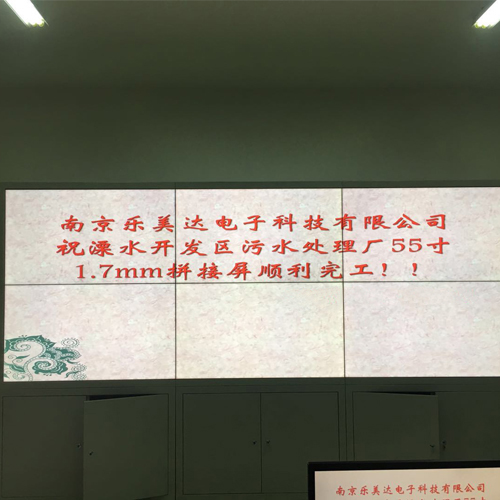 南京乐美达电子科技有限公司
祝溧水开发区污水处理厂55寸
1.7mm拼接屏顺利完工！！
南京乐美达电子科技有限公司